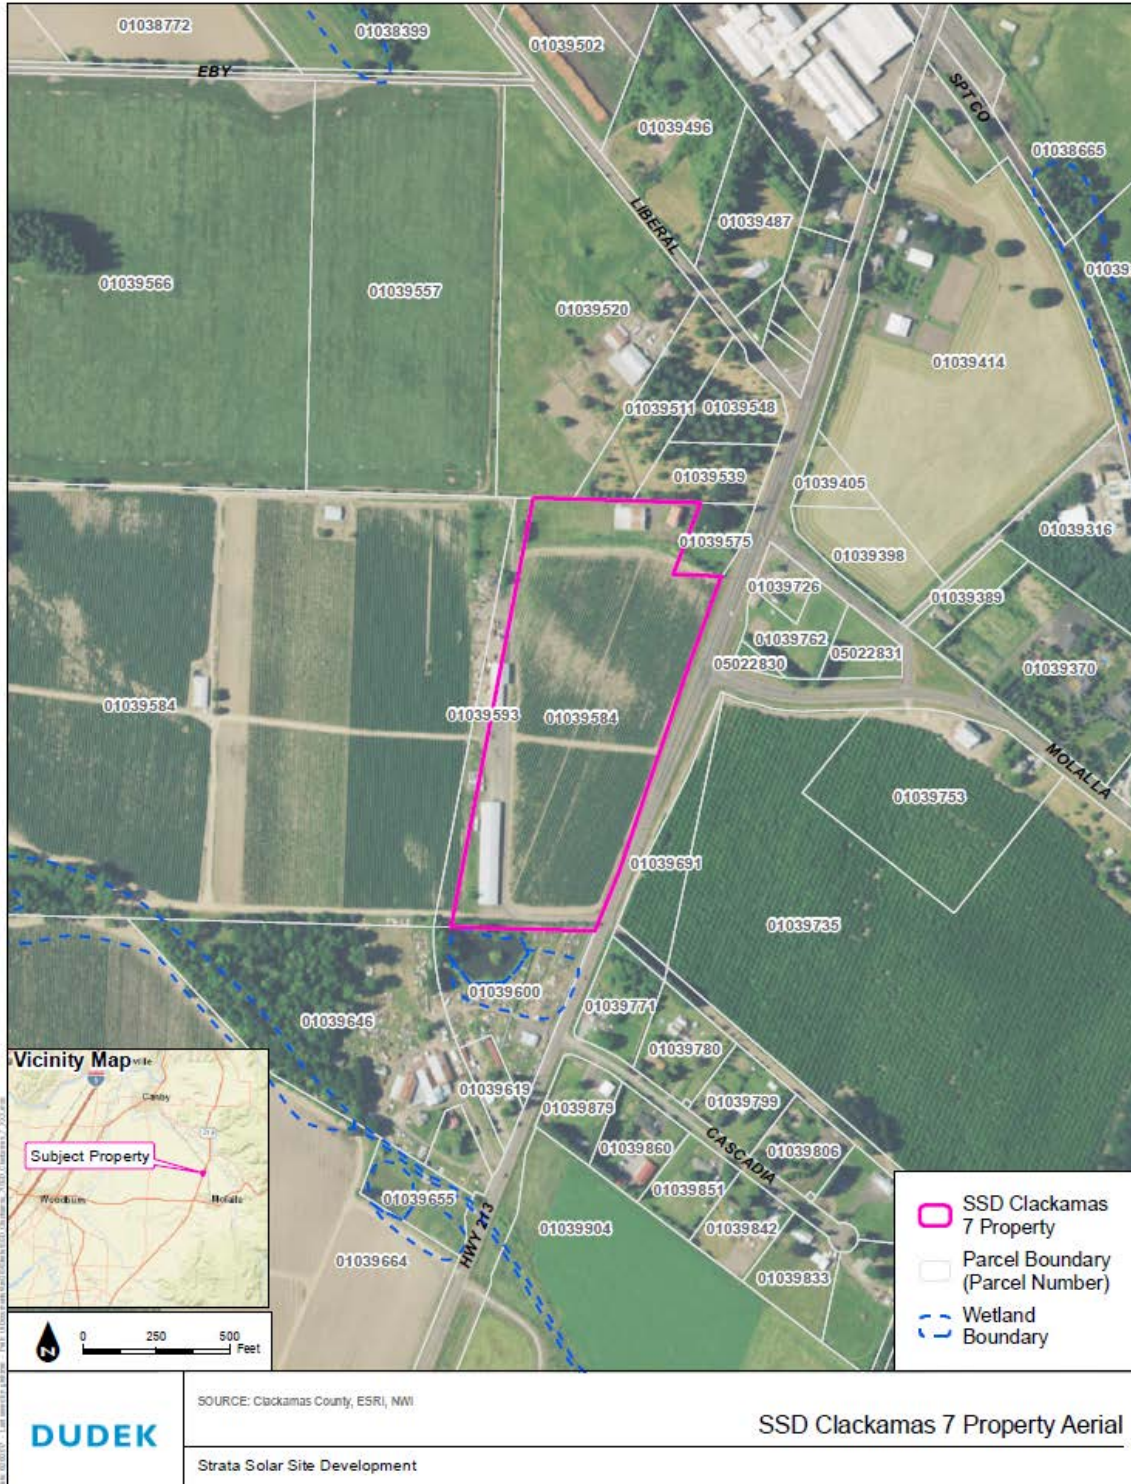 01038772
01038399
01039502
EBY
SPT CO
01039496
01038665
01039487
LIBERAL
01039
01039566
01039557
01039520
01039414
01039511
01039548
01039539
01039405
01039316
01039575
01039398
01039726
01039389
01039762
05022831
05022830
01039370
01039584
01039593
01039584
MOLALLA
01039753
01039691
01039735
01039600
01039771
01039646
01039780
01039619
01039799
01039879
CASCADIA
01039860
01039806
01039851
01039655
01039842
01039904
HWY 213
01039664
01039833
Vicinity Map
ville
5
Canby
213
Subject Property
Woodburn
Molalla
SSD Clackamas
7 Property
Parcel Boundary
(Parcel Number)
Wetland
Boundary
N
0 250 500
Feet
DUDEK
SOURCE: Clackamas County, ESRI, NWI
SSD Clackamas 7 Property Aerial
Strata Solar Site Development